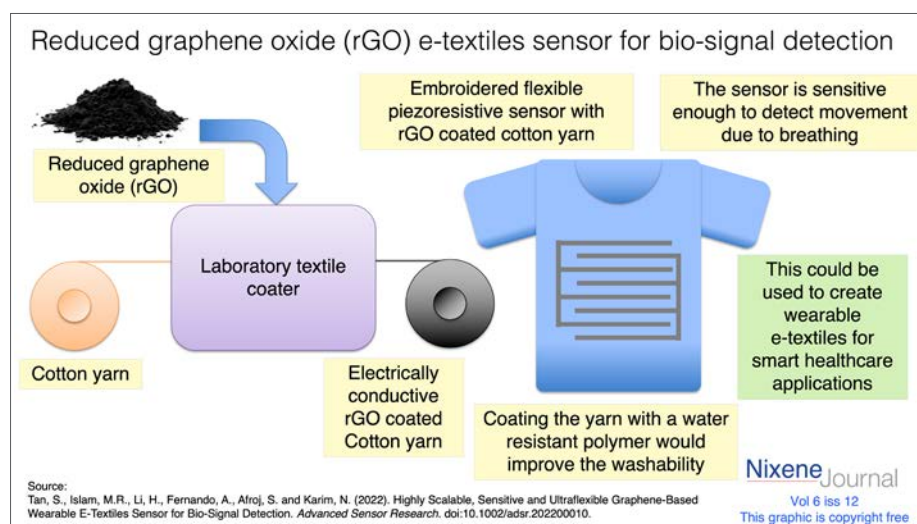 Reduced graphene oxide (rGO) e-textiles sensor for bio-signal detection
Reduced graphene
oxide (rGO)
Embroidered flexible
piezoresistive sensor with
rGO coated cotton yarn
The sensor is sensitive
enough to detect movement
due to breathing
Laboratory textile
coater
Cotton yarn
Electrically
conductive
rGO coated
Cotton yarn
This could be
used to create
wearable
e-textiles for
smart healthcare
applications
Coating the yarn with a water
resistant polymer would
improve the washability
Source:
Tan, S., Islam, M.R., Li, H., Fernando, A., Afroj, S. and Karim, N. (2022). Highly Scalable, Sensitive and Ultraflexible Graphene-Based
Wearable E-Textiles Sensor for Bio-Signal Detection. Advanced Sensor Research. doi:10.1002/adsr.202200010.
Nixene Journal
Vol 6 iss 12
This graphic is copyright free